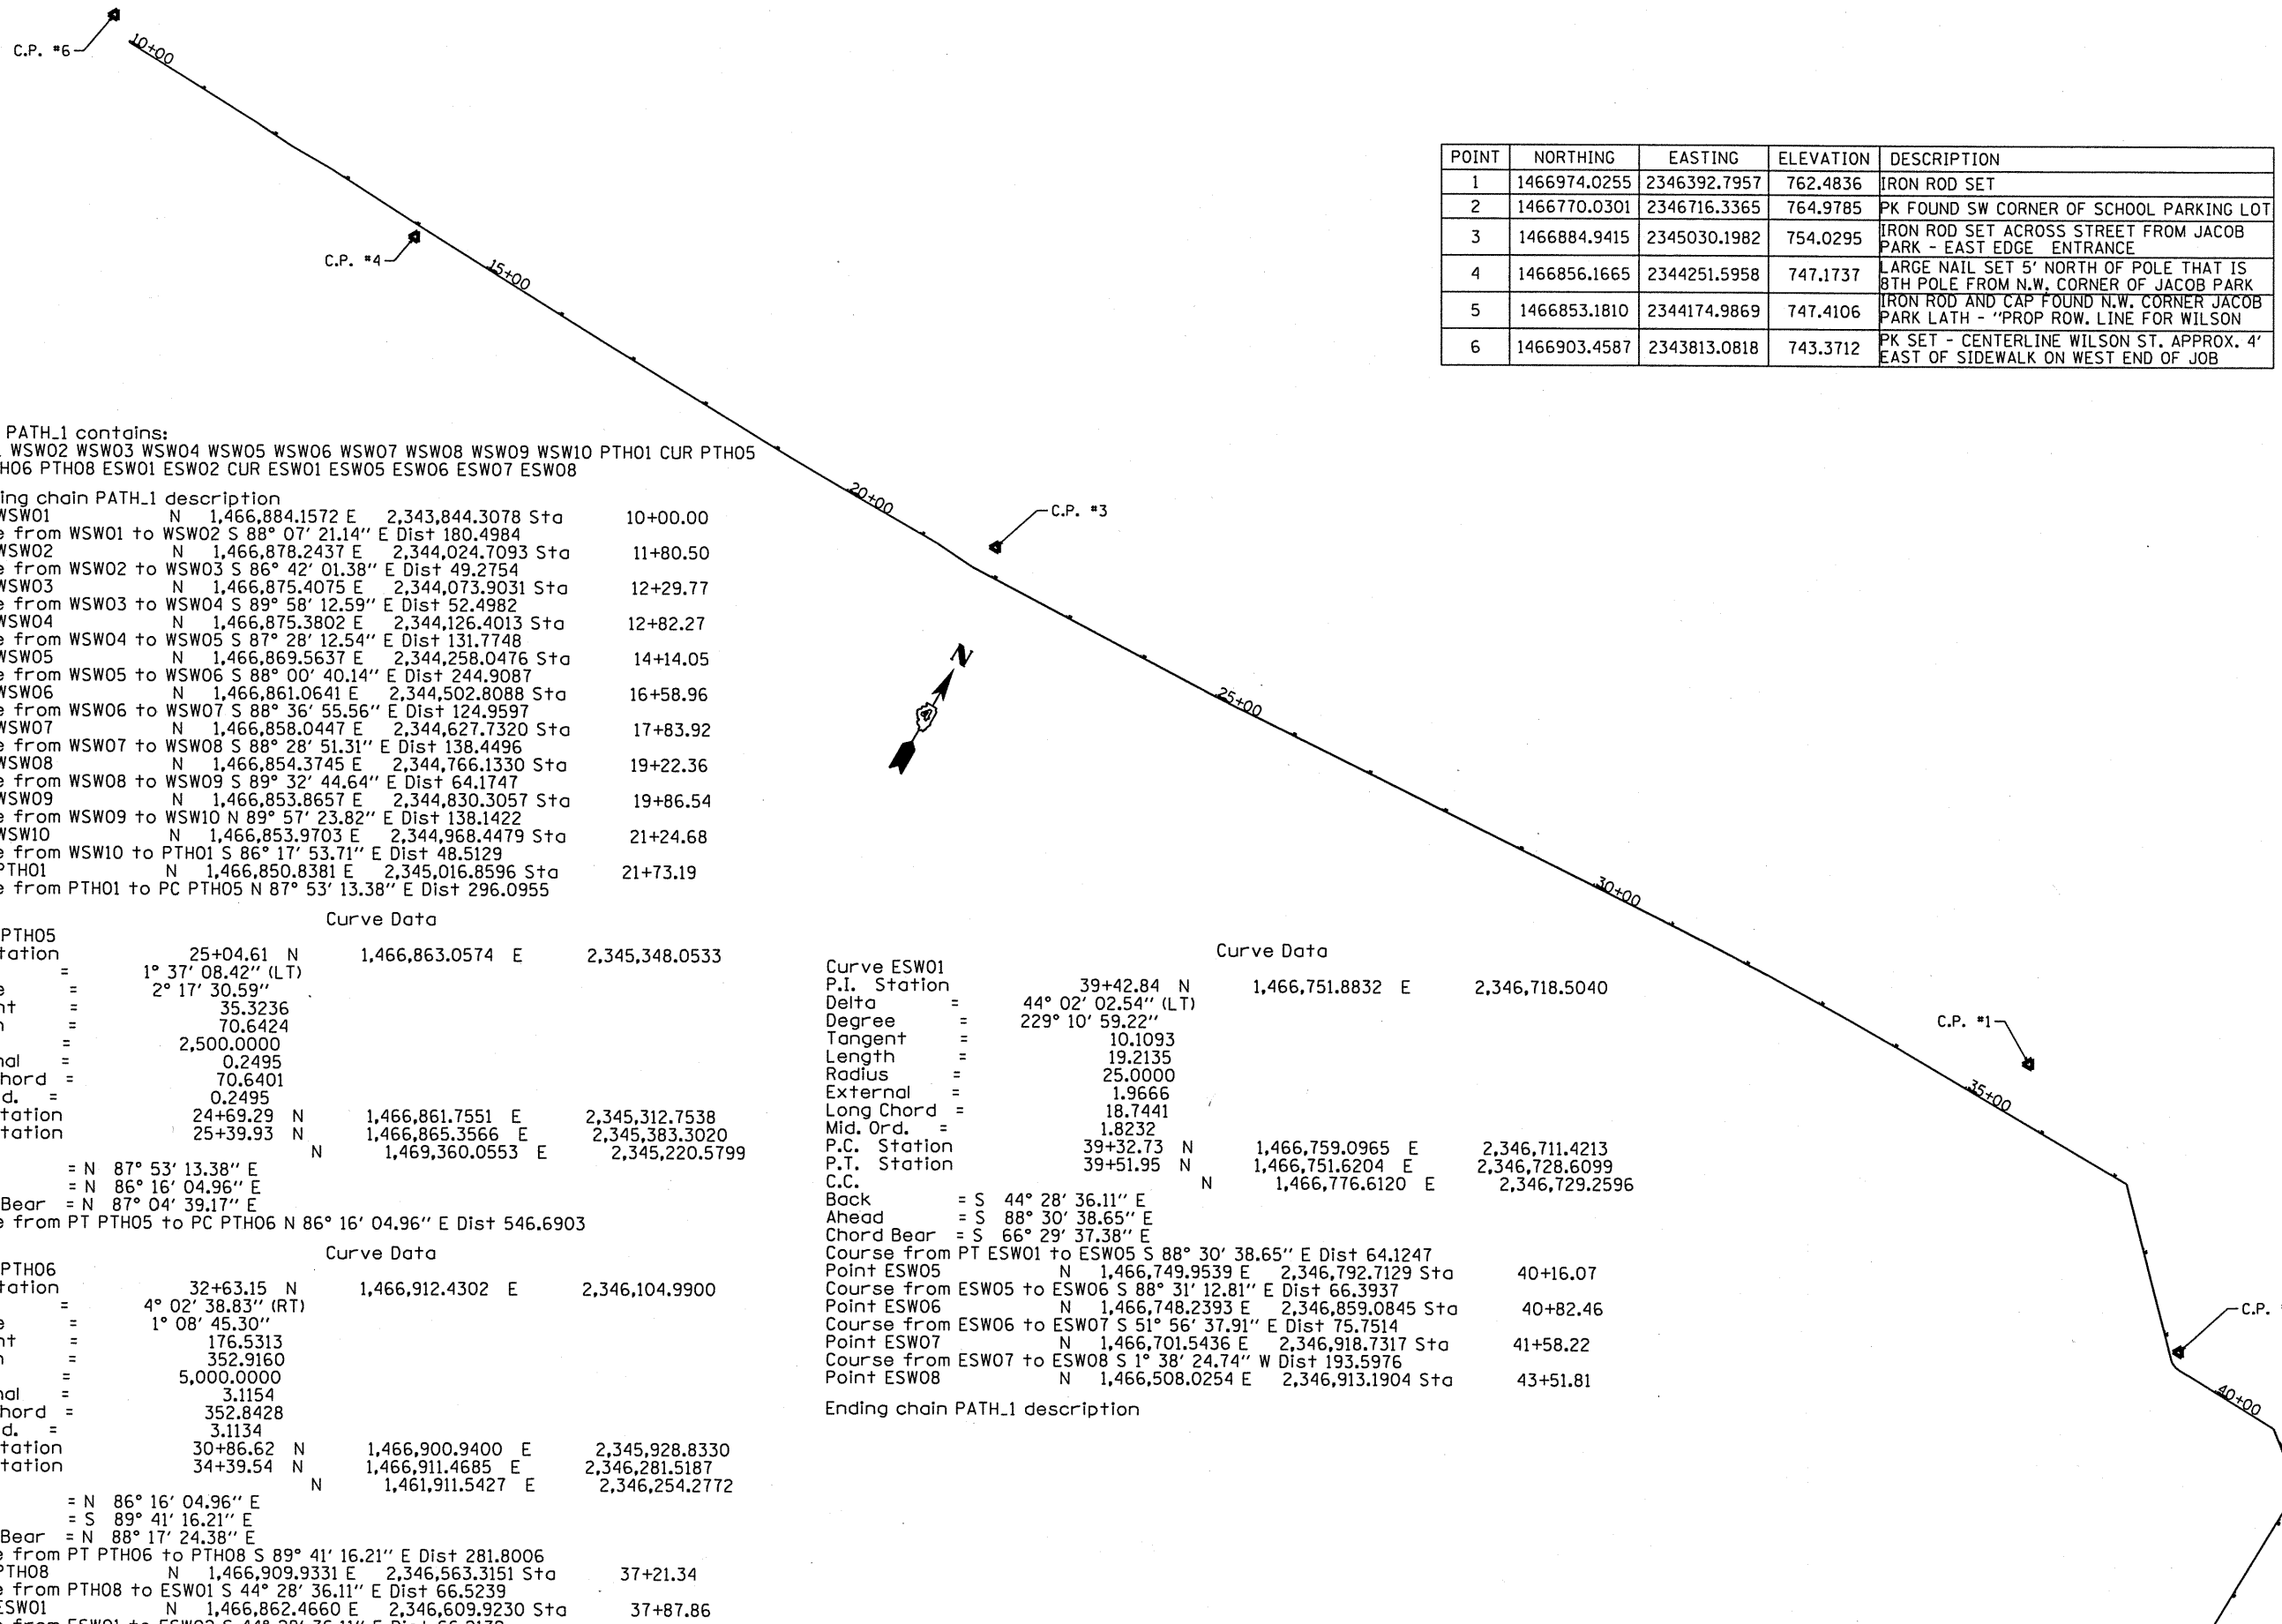 C.P. #6
10+00
C.P. #4
15+00
20+00
C.P. #3
N
25+00
30+00
C.P. #1
35+00
C.P.
40+00
POINT NORTHING EASTING ELEVATION DESCRIPTION
1 1466974.0255 2346392.7957 762.4836 IRON ROD SET
2 1466770.0301 2346716.3365 764.9785 PK FOUND SW CORNER OF SCHOOL PARKING LOT
3 1466884.9415 2345030.1982 754.0295 IRON ROD SET ACROSS STREET FROM JACOB
PARK - EAST EDGE ENTRANCE
4 1466856.1665 2344251.5958 747.1737 LARGE NAIL SET 5' NORTH OF POLE THAT IS
8TH POLE FROM N.W. CORNER OF JACOB PARK
5 1466853.1810 2344174.9869 747.4106 IRON ROD AND CAP FOUND N.W. CORNER JACOB
PARK LATH - "PROP ROW. LINE FOR WILSON
6 1466903.4587 2343813.0818 743.3712 PK SET - CENTERLINE WILSON ST. APPROX. 4'
EAST OF SIDEWALK ON WEST END OF JOB
PATH_1 contains:
WSW02 WSW03 WSW04 WSW05 WSW06 WSW07 WSW08 WSW09 WSW10 PTH01 CUR PTH05
H06 PTH08 ESW01 ESW02 CUR ESW01 ESW05 ESW06 ESW07 ESW08
ing chain PATH_1 description
WSW01 N 1,466,884.1572 E 2,343,844.3078 Sta 10+00.00
e from WSW01 to WSW02 S 88° 07' 21.14" E Dist 180.4984
WSW02 N 1,466,878.2437 E 2,344,024.7093 Sta 11+80.50
e from WSW02 to WSW03 S 86° 42' 01.38" E Dist 49.2754
WSW03 N 1,466,875.4075 E 2,344,073.9031 Sta 12+29.77
e from WSW03 to WSW04 S 89° 58' 12.59" E Dist 52.4982
WSW04 N 1,466,875.3802 E 2,344,126.4013 Sta 12+82.27
e from WSW04 to WSW05 S 87° 28' 12.54" E Dist 131.7748
WSW05 N 1,466,869.5637 E 2,344,258.0476 Sta 14+14.05
e from WSW05 to WSW06 S 88° 00' 40.14" E Dist 244.9087
WSW06 N 1,466,861.0641 E 2,344,502.8088 Sta 16+58.96
e from WSW06 to WSW07 S 88° 36' 55.56" E Dist 124.9597
WSW07 N 1,466,858.0447 E 2,344,627.7320 Sta 17+83.92
e from WSW07 to WSW08 S 88° 28' 51.31" E Dist 138.4496
WSW08 N 1,466,854.3745 E 2,344,766.1330 Sta 19+22.36
e from WSW08 to WSW09 S 89° 32' 44.64" E Dist 64.1747
WSW09 N 1,466,853.8657 E 2,344,830.3057 Sta 19+86.54
e from WSW09 to WSW10 N 89° 57' 23.82" E Dist 138.1422
WSW10 N 1,466,853.9703 E 2,344,968.4479 Sta 21+24.68
e from WSW10 to PTH01 S 86° 17' 53.71" E Dist 48.5129
PTH01 N 1,466,850.8381 E 2,345,016.8596 Sta 21+73.19
e from PTH01 to PC PTH05 N 87° 53' 13.38" E Dist 296.0955
Curve Data
PTH05
tation 25+04.61 N 1,466,863.0574 E 2,345,348.0533
= 1° 37' 08.42" (LT)
e = 2° 17' 30.59"
nt = 35.3236
h = 70.6424
= 2,500.0000
nal = 0.2495
hord = 70.6401
d. = 0.2495
tation 24+69.29 N 1,466,861.7551 E 2,345,312.7538
tation 25+39.93 N 1,466,865.3566 E 2,345,383.3020
N 1,469,360.0553 E 2,345,220.5799
= N 87° 53' 13.38" E
= N 86° 16' 04.96" E
Bear = N 87° 04' 39.17" E
e from PT PTH05 to PC PTH06 N 86° 16' 04.96" E Dist 546.6903
Curve Data
PTH06
tation 32+63.15 N 1,466,912.4302 E 2,346,104.9900
= 4° 02' 38.83" (RT)
e = 1° 08' 45.30"
nt = 176.5313
h = 352.9160
= 5,000.0000
nal = 3.1154
hord = 352.8428
d. = 3.1134
tation 30+86.62 N 1,466,900.9400 E 2,345,928.8330
tation 34+39.54 N 1,466,911.4685 E 2,346,281.5187
N 1,461,911.5427 E 2,346,254.2772
= N 86° 16' 04.96" E
= S 89° 41' 16.21" E
Bear = N 88° 17' 24.38" E
e from PT PTH06 to PTH08 S 89° 41' 16.21" E Dist 281.8006
PTH08 N 1,466,909.9331 E 2,346,563.3151 Sta 37+21.34
e from PTH08 to ESW01 S 44° 28' 36.11" E Dist 66.5239
ESW01 N 1,466,862.4660 E 2,346,609.9230 Sta 37+87.86
Curve Data
Curve ESW01
P.I. Station 39+42.84 N 1,466,751.8832 E 2,346,718.5040
Delta = 44° 02' 02.54" (LT)
Degree = 229° 10' 59.22"
Tangent = 10.1093
Length = 19.2135
Radius = 25.0000
External = 1.9666
Long Chord = 18.7441
Mid. Ord. = 1.8232
P.C. Station 39+32.73 N 1,466,759.0965 E 2,346,711.4213
P.T. Station 39+51.95 N 1,466,751.6204 E 2,346,728.6099
C.C. N 1,466,776.6120 E 2,346,729.2596
Back = S 44° 28' 36.11" E
Ahead = S 88° 30' 38.65" E
Chord Bear = S 66° 29' 37.38" E
Course from PT ESW01 to ESW05 S 88° 30' 38.65" E Dist 64.1247
Point ESW05 N 1,466,749.9539 E 2,346,792.7129 Sta 40+16.07
Course from ESW05 to ESW06 S 88° 31' 12.81" E Dist 66.3937
Point ESW06 N 1,466,748.2393 E 2,346,859.0845 Sta 40+82.46
Course from ESW06 to ESW07 S 51° 56' 37.91" E Dist 75.7514
Point ESW07 N 1,466,701.5436 E 2,346,918.7317 Sta 41+58.22
Course from ESW07 to ESW08 S 1° 38' 24.74" W Dist 193.5976
Point ESW08 N 1,466,508.0254 E 2,346,913.1904 Sta 43+51.81
Ending chain PATH_1 description